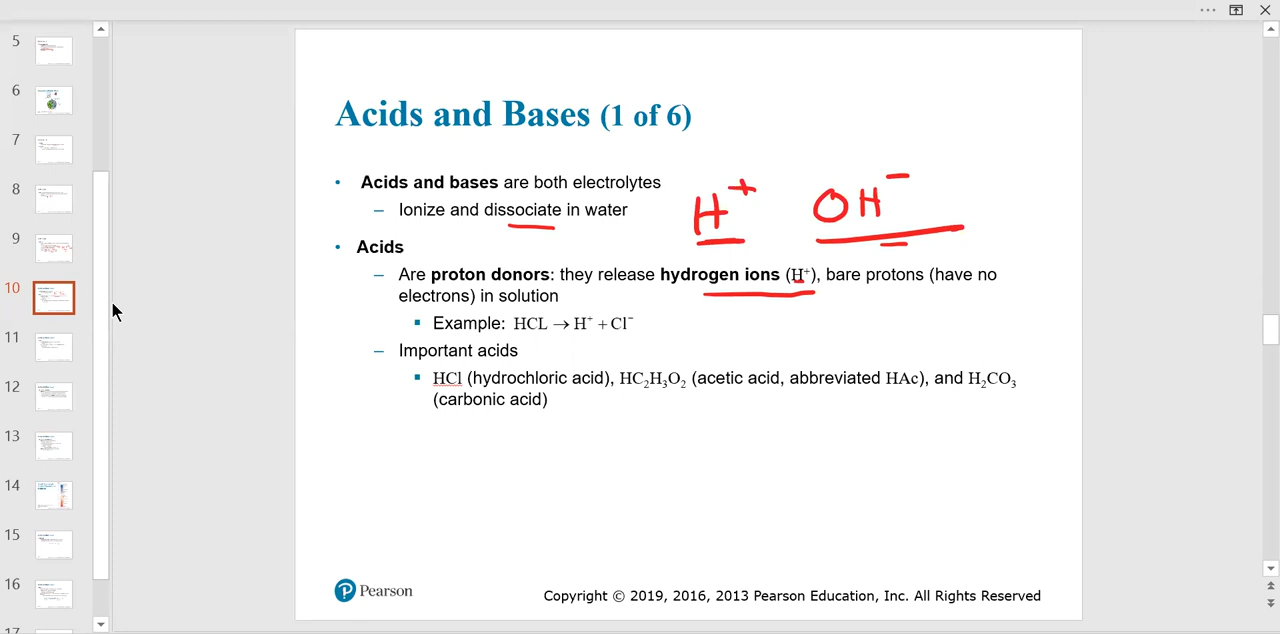 5
6
7
8
9
10
11
12
13
14
15
16
Acids and Bases (1 of 6)
• Acids and bases are both electrolytes
– Ionize and dissociate in water
H⁺ OH⁻
• Acids
– Are proton donors: they release hydrogen ions (H⁺), bare protons (have no
electrons) in solution
▪ Example: HCL → H⁺ + Cl⁻
– Important acids
▪ HCl (hydrochloric acid), HC₂H₃O₂ (acetic acid, abbreviated HAc), and H₂CO₃
(carbonic acid)
P Pearson
Copyright © 2019, 2016, 2013 Pearson Education, Inc. All Rights Reserved